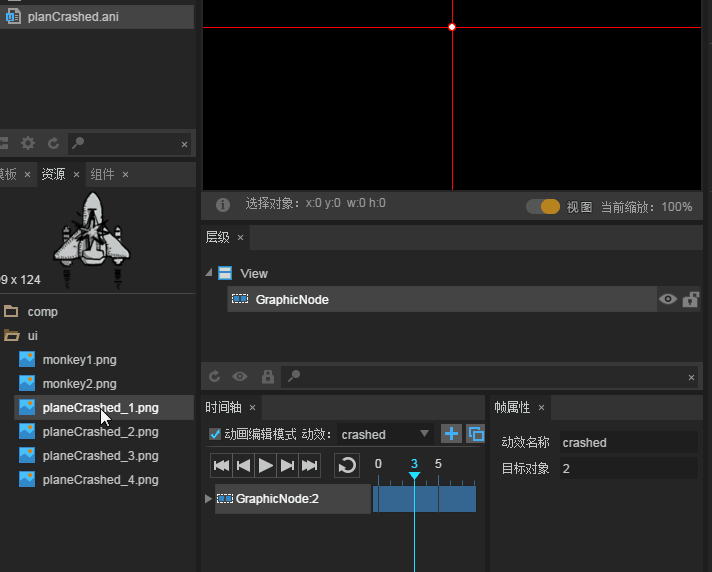 planCrashed.ani
模板 × 资源 × 组件 ×
9 x 124
comp
ui
monkey1.png
monkey2.png
planeCrashed_1.png
planeCrashed_2.png
planeCrashed_3.png
planeCrashed_4.png
选择对象: x:0 y:0 w:0 h:0
视图 当前缩放: 100%
层级 ×
View
GraphicNode
时间轴 ×
动画编辑模式 动效: crashed
0 3 5
GraphicNode:2
帧属性 ×
动效名称 crashed
目标对象 2